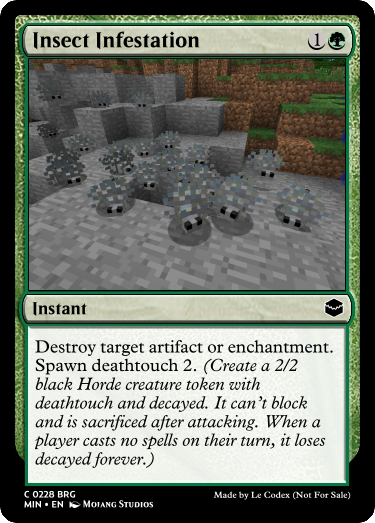 Insect Infestation 1
Instant
Destroy target artifact or enchantment.
Spawn deathtouch 2. (Create a 2/2
black Horde creature token with
deathtouch and decayed. It can't block
and is sacrificed after attacking. When a
player casts no spells on their turn, it loses
decayed forever.)
C 0228 BRG
MIN • EN Mojang Studios
Made by Le Codex (Not For Sale)